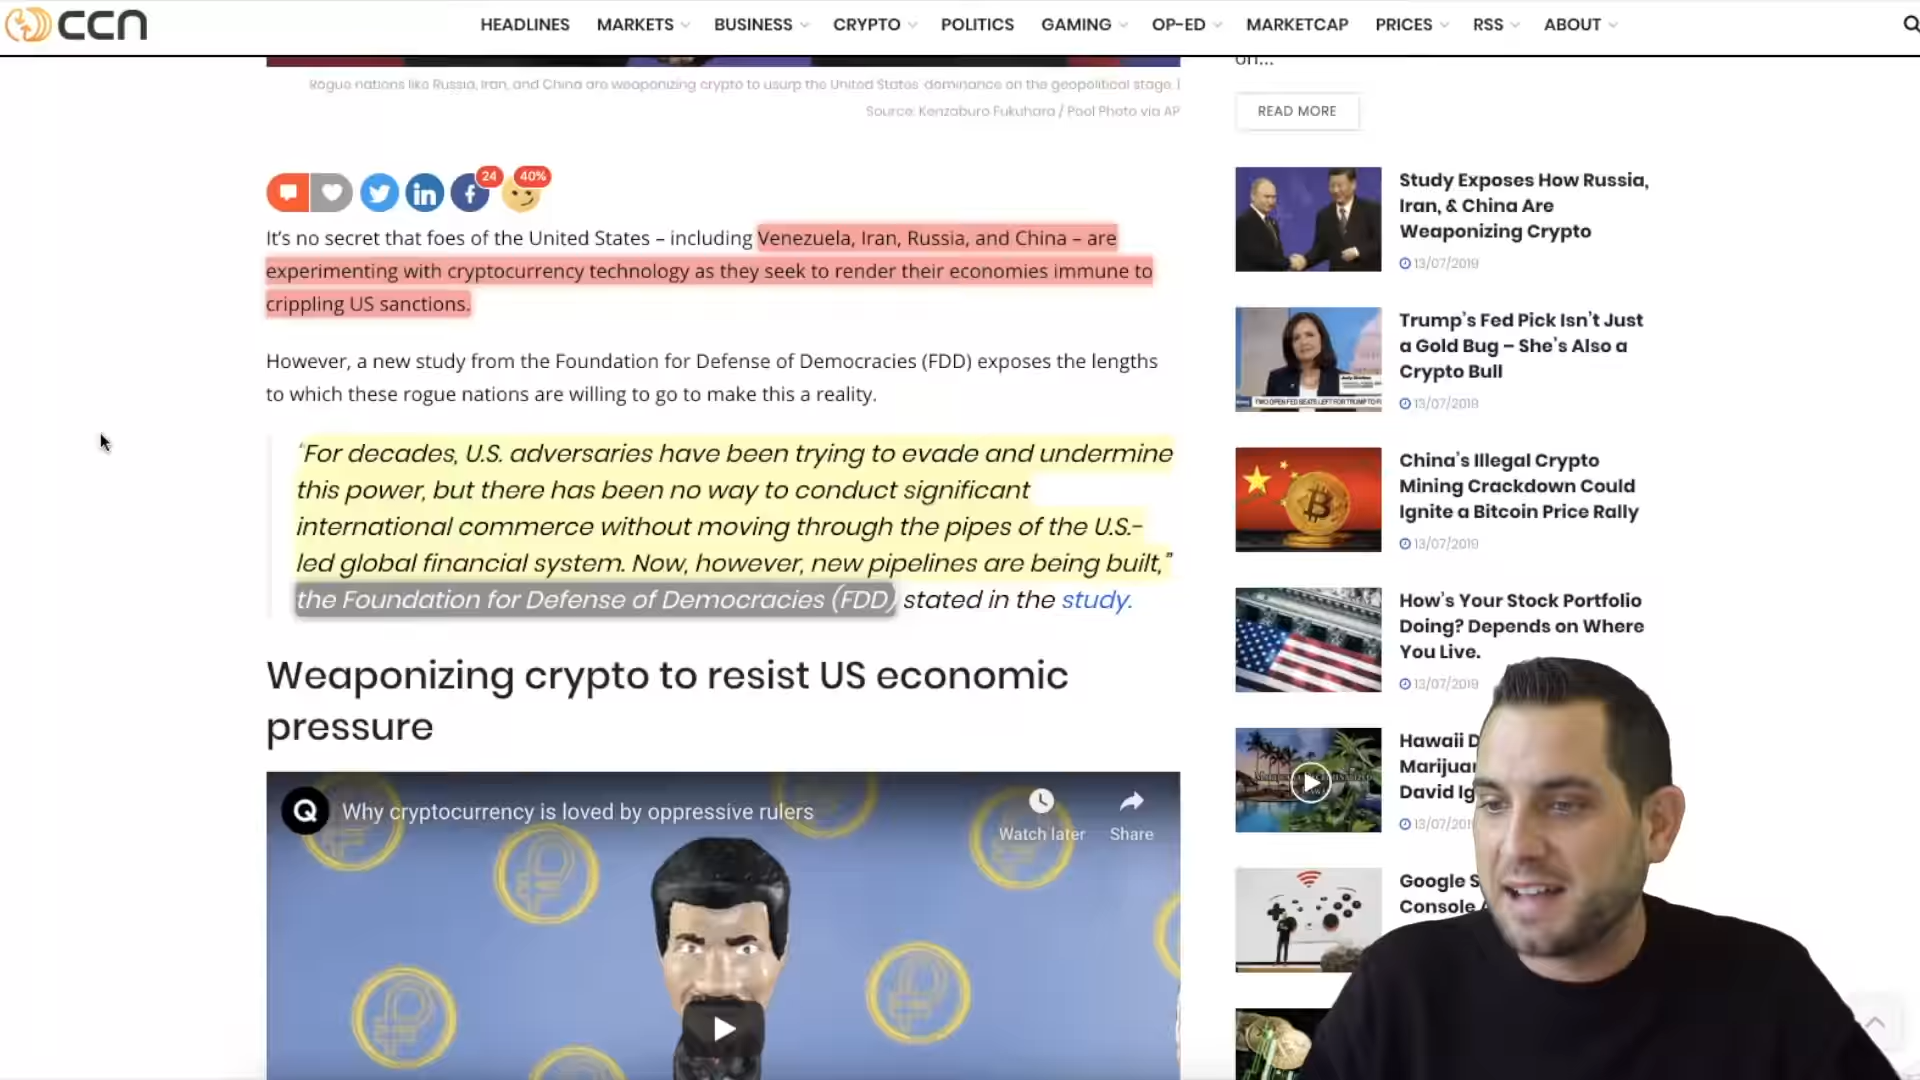 CCN
HEADLINES MARKETS BUSINESS CRYPTO POLITICS GAMING OP-ED MARKETCAP PRICES RSS ABOUT
Rogue nations like Russia, Iran, and China are weaponizing crypto to usurp the United States' dominance on the geopolitical stage. |
Source: Kenzaburo Fukuhara / Pool Photo via AP
24
40%
It's no secret that foes of the United States – including Venezuela, Iran, Russia, and China – are
experimenting with cryptocurrency technology as they seek to render their economies immune to
crippling US sanctions.
However, a new study from the Foundation for Defense of Democracies (FDD) exposes the lengths
to which these rogue nations are willing to go to make this a reality.
"For decades, U.S. adversaries have been trying to evade and undermine
this power, but there has been no way to conduct significant
international commerce without moving through the pipes of the U.S.-
led global financial system. Now, however, new pipelines are being built,"
the Foundation for Defense of Democracies (FDD) stated in the study.
Weaponizing crypto to resist US economic
pressure
Q
Why cryptocurrency is loved by oppressive rulers
Watch later
Share
on...
READ MORE
Study Exposes How Russia,
Iran, & China Are
Weaponizing Crypto
13/07/2019
Trump's Fed Pick Isn't Just
a Gold Bug – She's Also a
Crypto Bull
13/07/2019
China's Illegal Crypto
Mining Crackdown Could
Ignite a Bitcoin Price Rally
13/07/2019
How's Your Stock Portfolio
Doing? Depends on Where
You Live.
13/07/2019
Hawaii D
Marijua
David Ig
13/07/201
Google S
Console